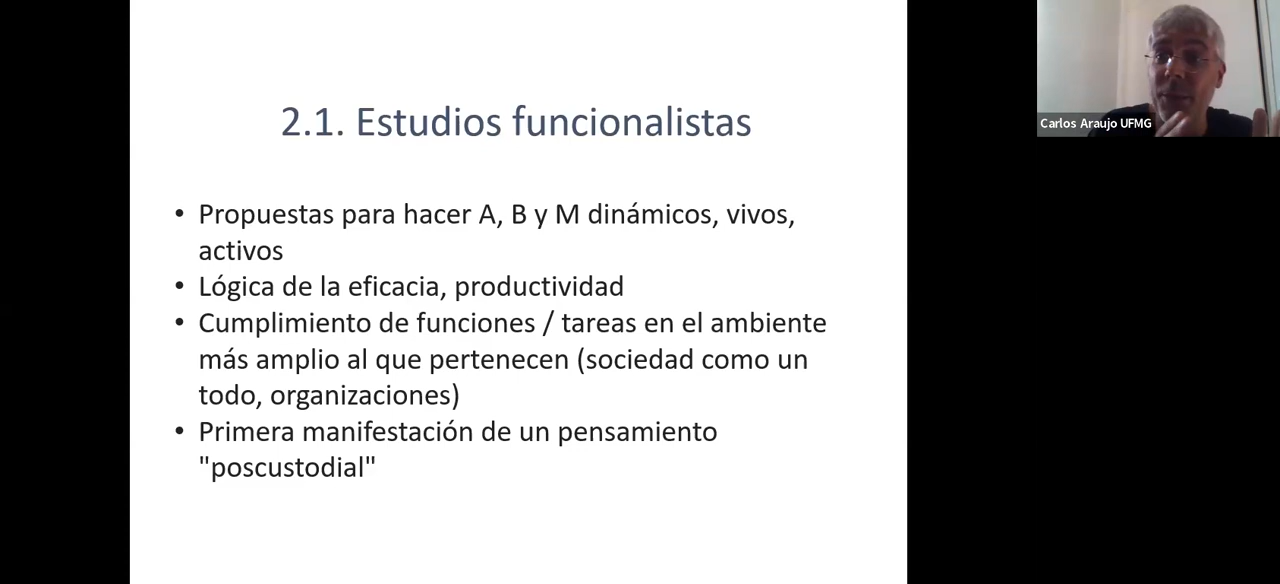 2.1. Estudios funcionalistas
• Propuestas para hacer A, B y M dinámicos, vivos,
activos
• Lógica de la eficacia, productividad
• Cumplimiento de funciones / tareas en el ambiente
más amplio al que pertenecen (sociedad como un
todo, organizaciones)
• Primera manifestación de un pensamiento
"poscustodial"
Carlos Araujo UFMG